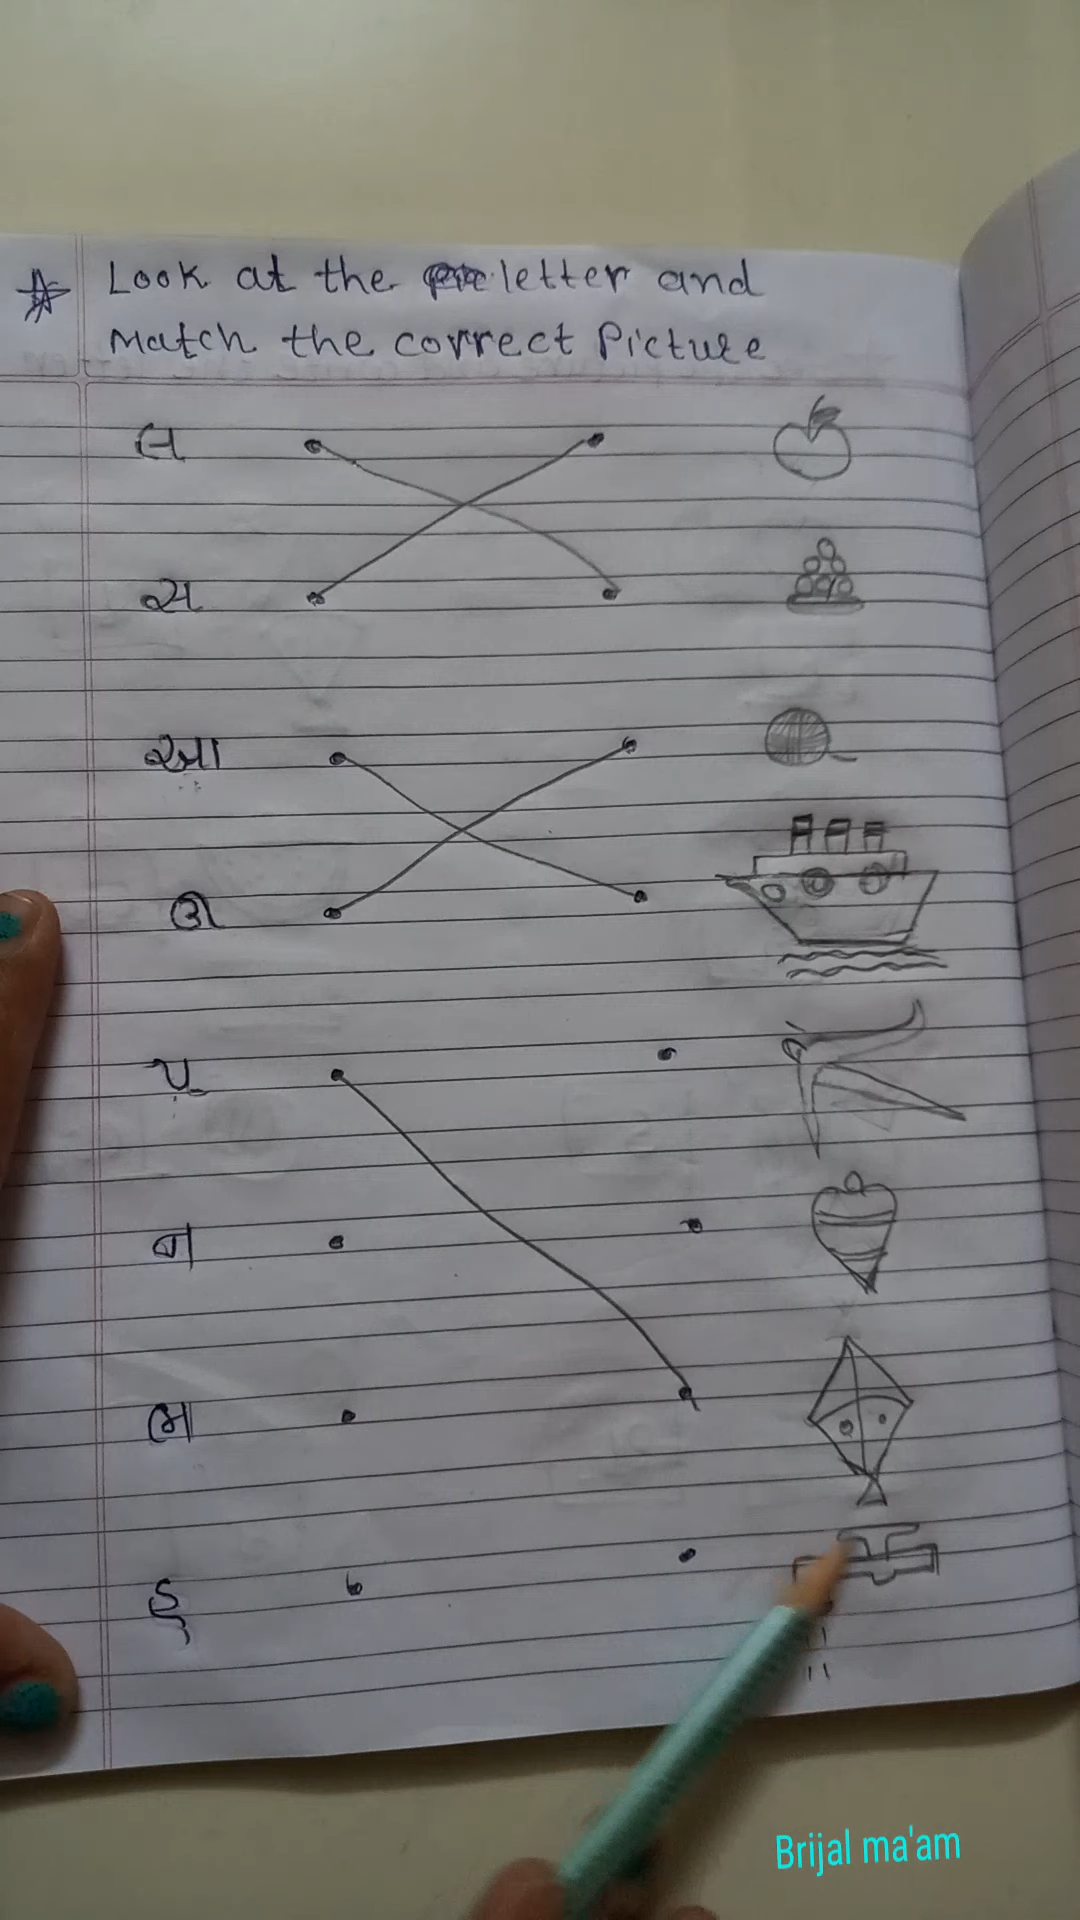 Look at the letter and
Match the correct Picture
લ
સ
આ
ઊ
પ
ન
ભ
હ
Brijal ma'am